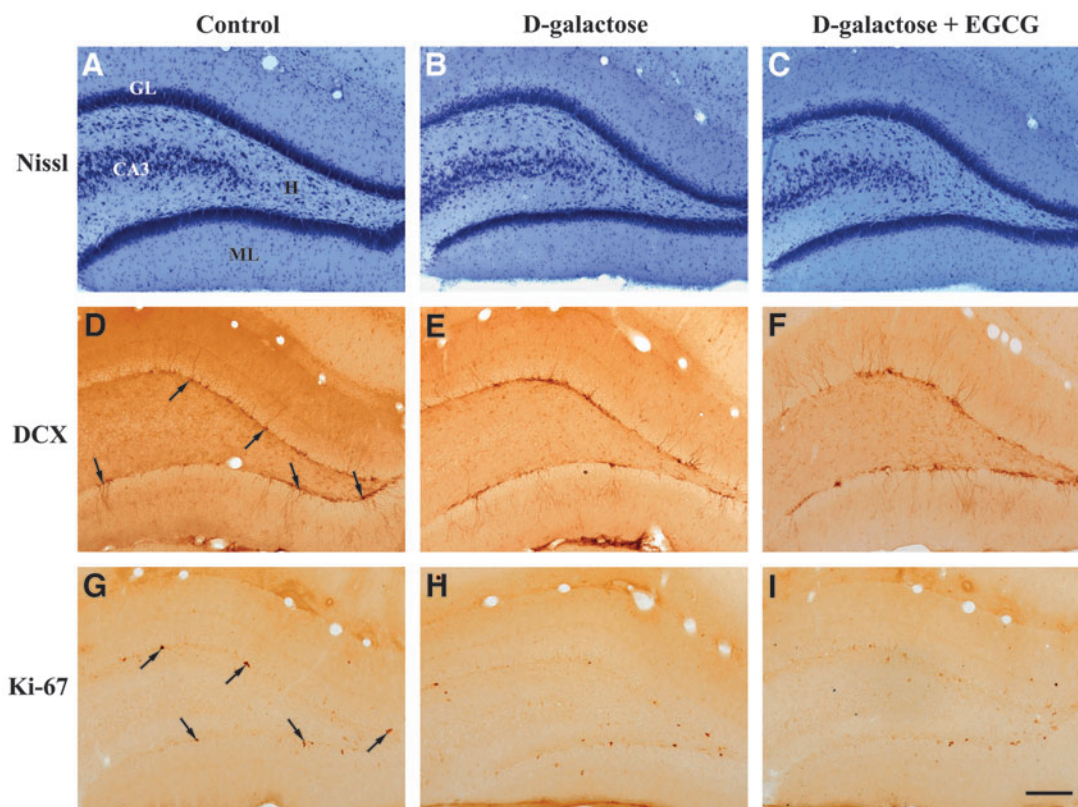 Control D-galactose D-galactose + EGCG
Nissl A B C
GL
CA3
H
ML
DCX D E F
Ki-67 G H I